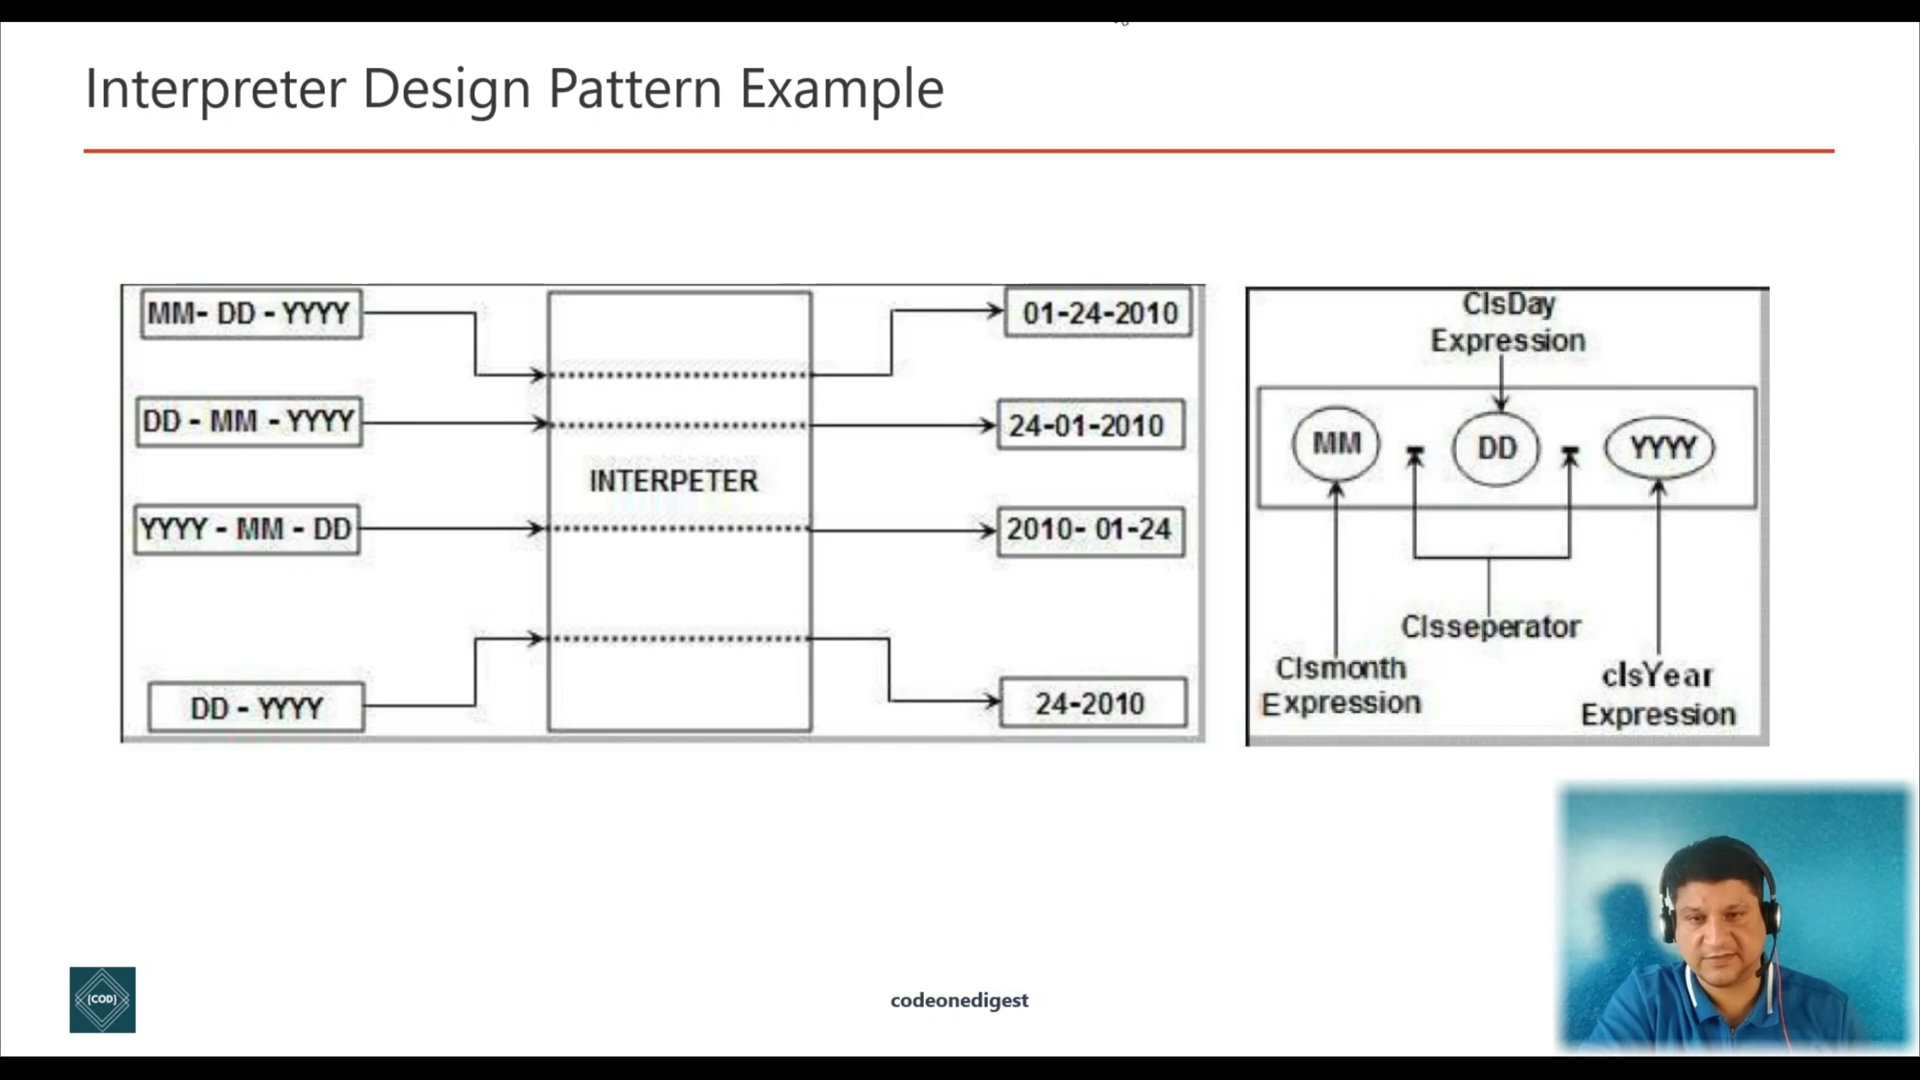 Interpreter Design Pattern Example
MM- DD - YYYY
01-24-2010
DD - MM - YYYY
24-01-2010
INTERPETER
YYYY - MM - DD
2010- 01-24
DD - YYYY
24-2010
ClsDay
Expression
MM - DD - YYYY
Clsseperator
Clsmonth
Expression
clsYear
Expression
{COD}
codeonedigest